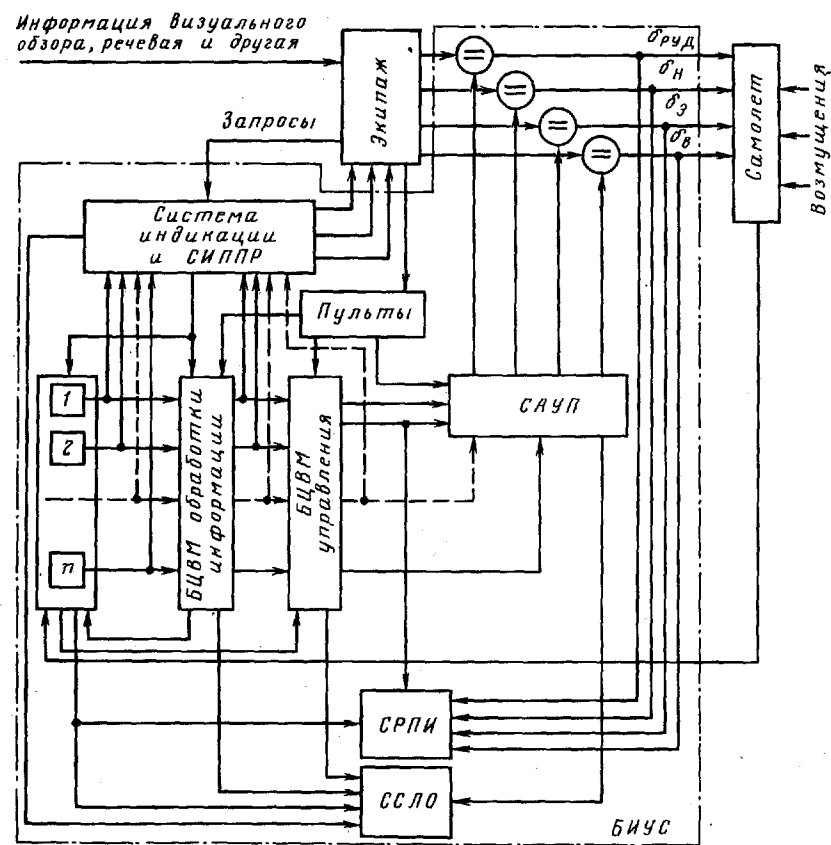 Информация визуального
обзора, речевая и другая
Экипаж
=
=
=
=
δРУД
δН
δЭ
δВ
Самолет
Возмущения
Запросы
Система
индикации
и СИППР
Пульты
1
2
n
БЦВМ обработки
информации
БЦВМ
управления
САУП
СРПИ
ССЛО
БИУС